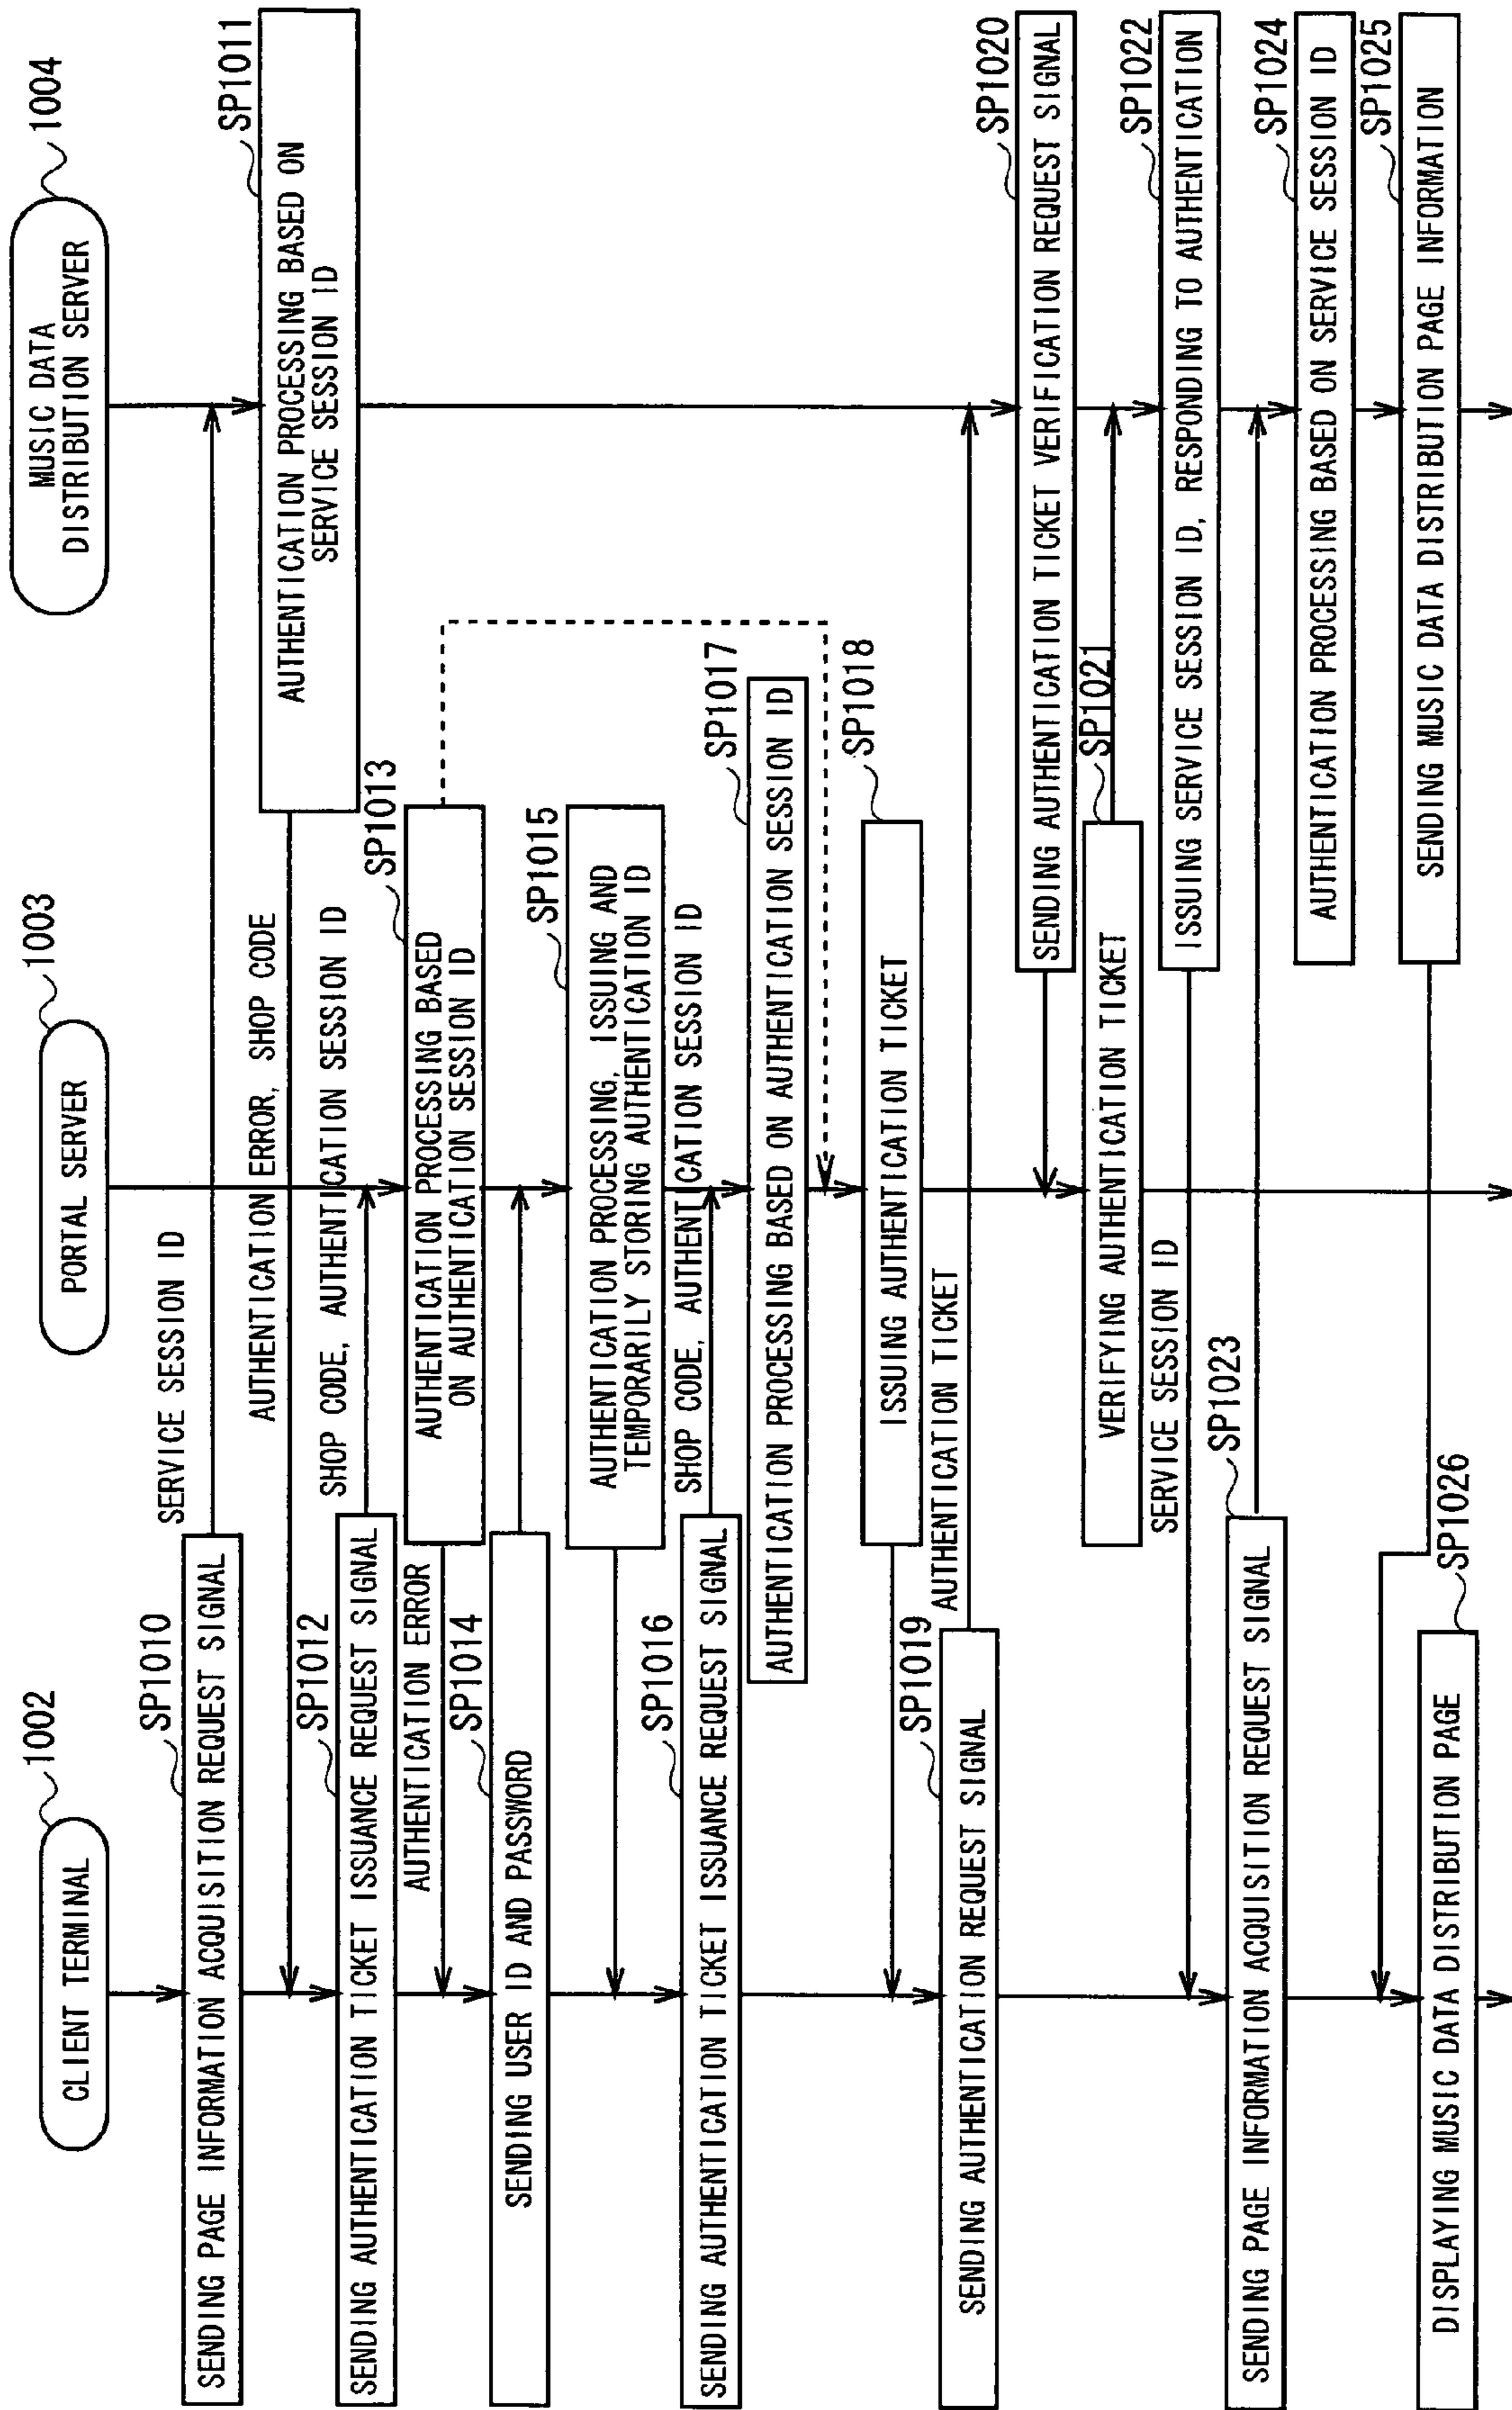 CLIENT TERMINAL
1002
PORTAL SERVER
1003
MUSIC DATA
DISTRIBUTION SERVER
1004
SP1010
SENDING PAGE INFORMATION ACQUISITION REQUEST SIGNAL
SERVICE SESSION ID
SP1011
AUTHENTICATION PROCESSING BASED ON
SERVICE SESSION ID
AUTHENTICATION ERROR, SHOP CODE
SP1012
SENDING AUTHENTICATION TICKET ISSUANCE REQUEST SIGNAL
SHOP CODE, AUTHENTICATION SESSION ID
SP1013
AUTHENTICATION PROCESSING BASED
ON AUTHENTICATION SESSION ID
AUTHENTICATION ERROR
SP1014
SENDING USER ID AND PASSWORD
SP1015
AUTHENTICATION PROCESSING, ISSUING AND
TEMPORARILY STORING AUTHENTICATION ID
SP1016
SENDING AUTHENTICATION TICKET ISSUANCE REQUEST SIGNAL
SHOP CODE, AUTHENTICATION SESSION ID
SP1017
AUTHENTICATION PROCESSING BASED ON AUTHENTICATION SESSION ID
SP1018
ISSUING AUTHENTICATION TICKET
SP1019
SENDING AUTHENTICATION REQUEST SIGNAL
AUTHENTICATION TICKET
SP1020
SENDING AUTHENTICATION TICKET VERIFICATION REQUEST SIGNAL
SP1021
VERIFYING AUTHENTICATION TICKET
SP1022
ISSUING SERVICE SESSION ID, RESPONDING TO AUTHENTICATION
SERVICE SESSION ID
SP1023
SENDING PAGE INFORMATION ACQUISITION REQUEST SIGNAL
SP1024
AUTHENTICATION PROCESSING BASED ON SERVICE SESSION ID
SP1025
SENDING MUSIC DATA DISTRIBUTION PAGE INFORMATION
SP1026
DISPLAYING MUSIC DATA DISTRIBUTION PAGE